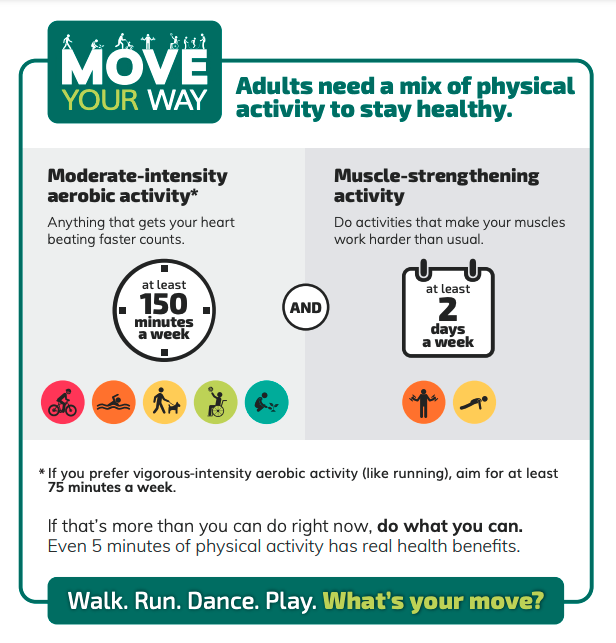 MOVE
YOUR WAY
Adults need a mix of physical
activity to stay healthy.
Moderate-intensity
aerobic activity*
Anything that gets your heart
beating faster counts.
at least
150
minutes
a week
AND
Muscle-strengthening
activity
Do activities that make your muscles
work harder than usual.
at least
2
days
a week
* If you prefer vigorous-intensity aerobic activity (like running), aim for at least
75 minutes a week.
If that's more than you can do right now, do what you can.
Even 5 minutes of physical activity has real health benefits.
Walk. Run. Dance. Play. What's your move?